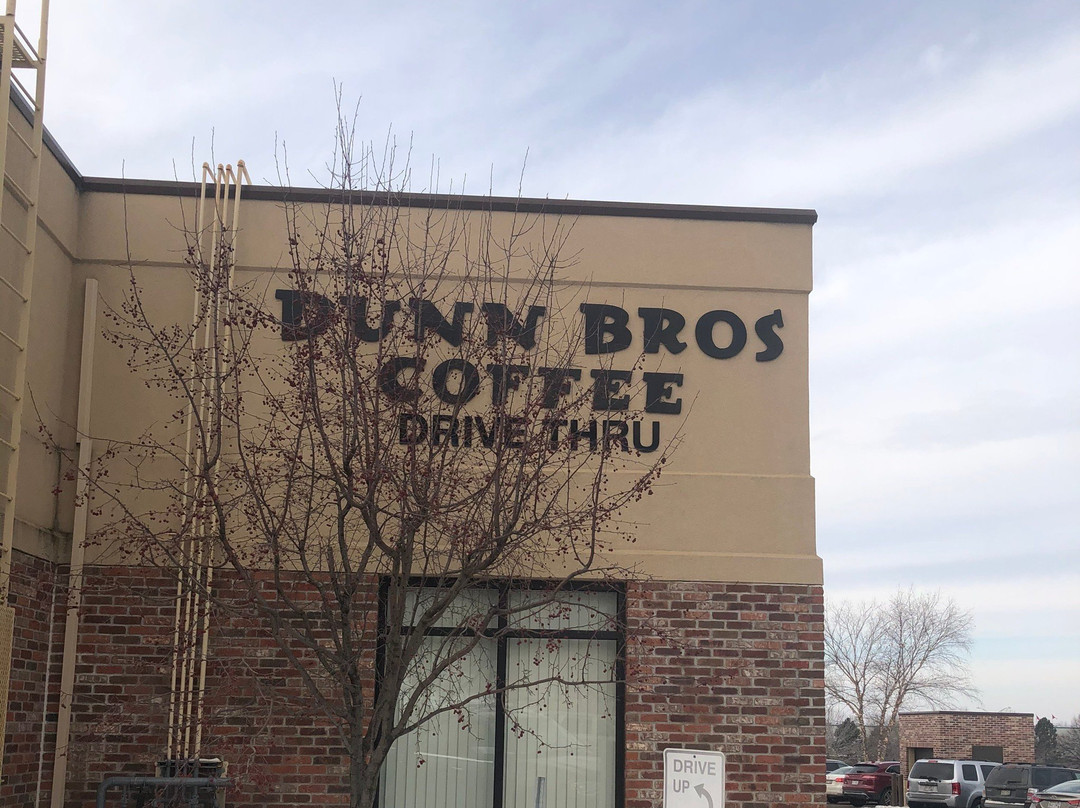 DUNN BROS
COFFEE
DRIVE THRU
DRIVE
UP